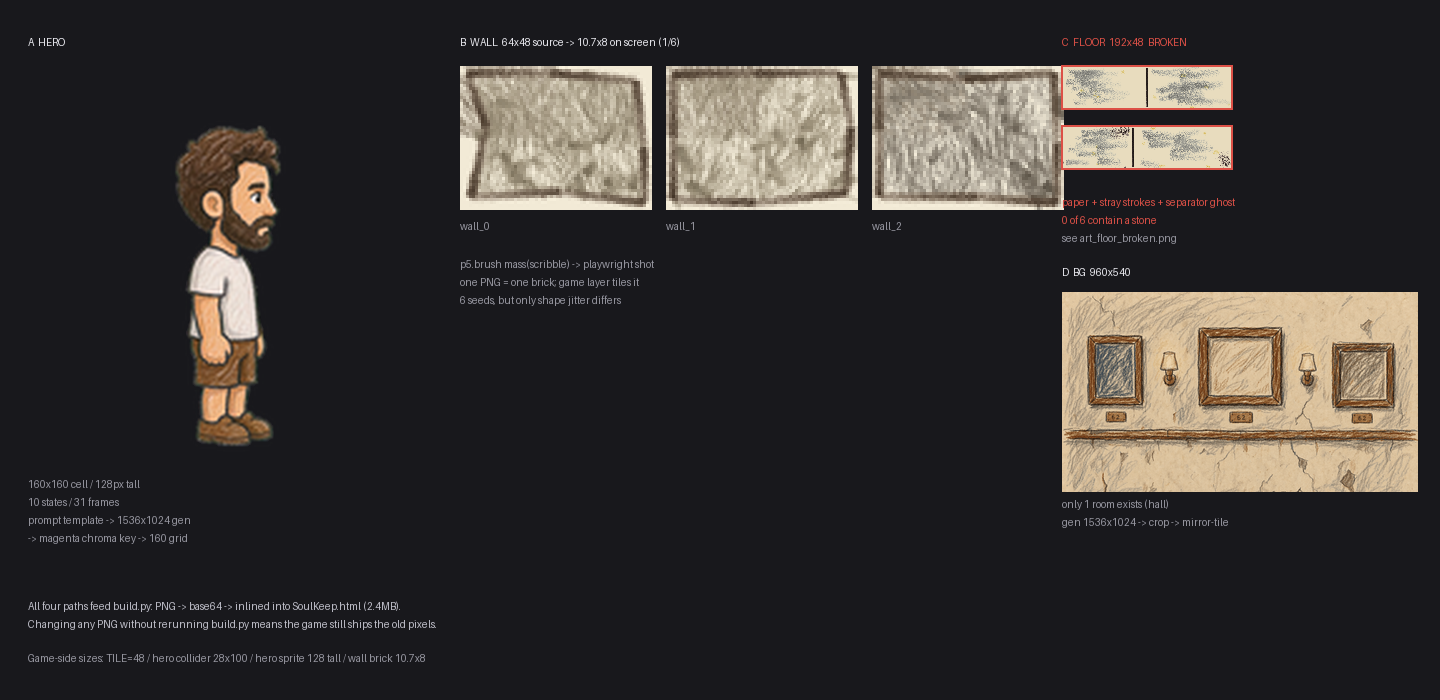 A HERO
160x160 cell / 128px tall
10 states / 31 frames
prompt template -> 1536x1024 gen
-> magenta chroma key -> 160 grid
B WALL 64x48 source -> 10.7x8 on screen (1/6)
wall_0
wall_1
wall_2
p5.brush mass(scribble) -> playwright shot
one PNG = one brick; game layer tiles it
6 seeds, but only shape jitter differs
C FLOOR 192x48 BROKEN
paper + stray strokes + separator ghost
0 of 6 contain a stone
see art_floor_broken.png
D BG 960x540
only 1 room exists (hall)
gen 1536x1024 -> crop -> mirror-tile
All four paths feed build.py: PNG -> base64 -> inlined into SoulKeep.html (2.4MB).
Changing any PNG without rerunning build.py means the game still ships the old pixels.
Game-side sizes: TILE=48 / hero collider 28x100 / hero sprite 128 tall / wall brick 10.7x8